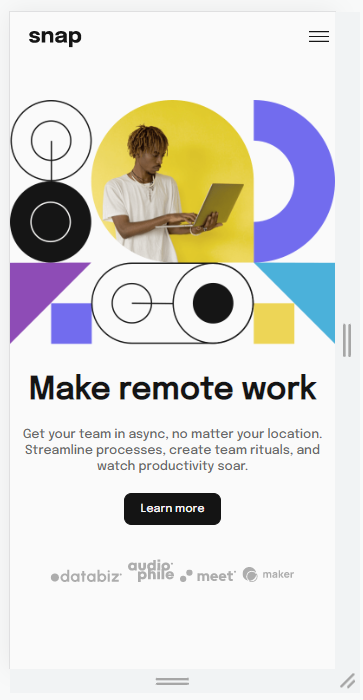 snap
Make remote work
Get your team in async, no matter your location.
Streamline processes, create team rituals, and
watch productivity soar.
Learn more
databiz
audiophile
meet
maker